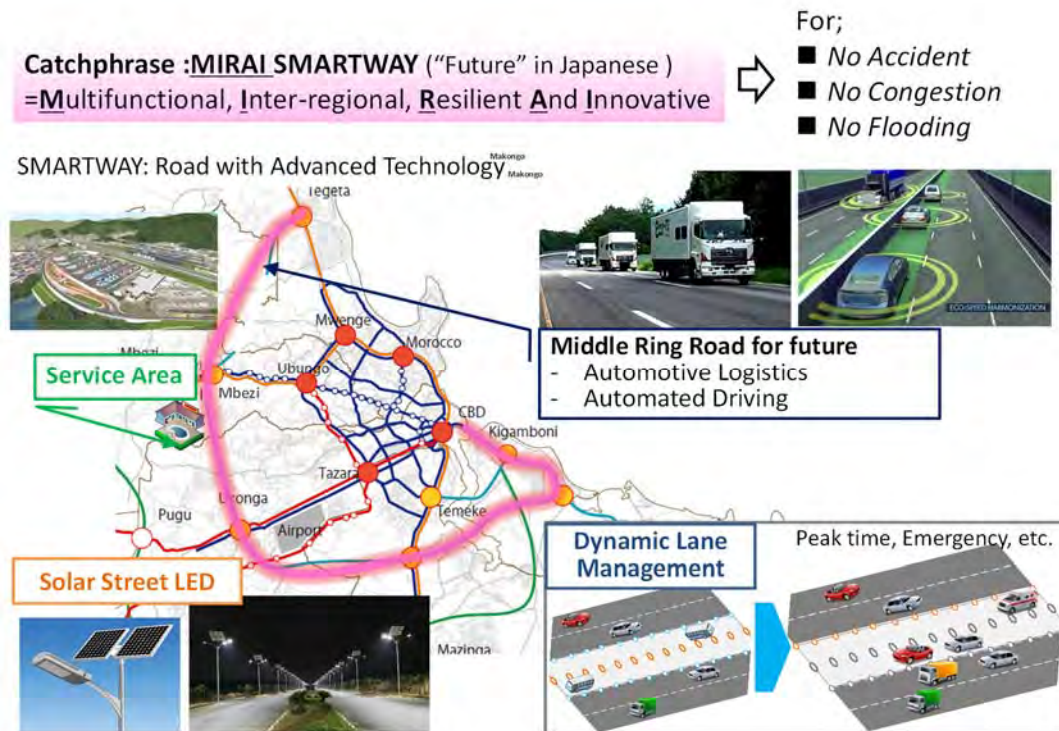 Catchphrase :MIRAI SMARTWAY (“Future” in Japanese )
=Multifunctional, Inter-regional, Resilient And Innovative
For;
■ No Accident
■ No Congestion
■ No Flooding
SMARTWAY: Road with Advanced Technology
Makongo
Makongo
Tegeta
ECO-SPEED HARMONIZATION
Mwenge
Morocco
Middle Ring Road for future
- Automotive Logistics
- Automated Driving
Mbezi
Service Area
Ubungo
Mbezi
CBD
Kigamboni
Tazara
Temeke
Pugu
Airport
Solar Street LED
Mazinga
Dynamic Lane
Management
Peak time, Emergency, etc.